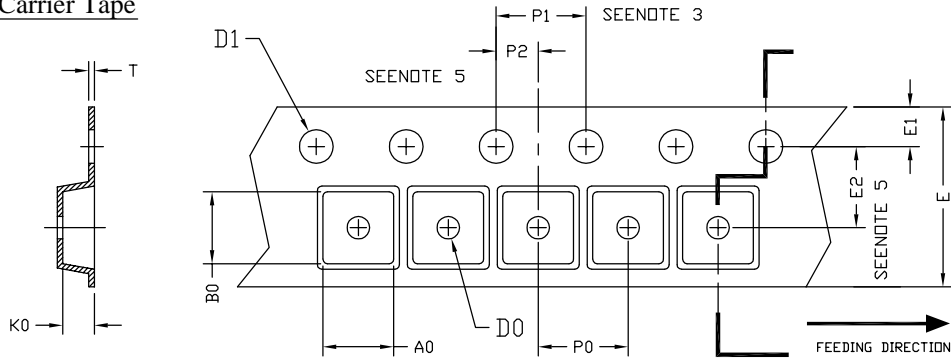 Carrier Tape
P1
SEENOTE 3
D1
P2
T
SEENOTE 5
E1
E2
E
SEENOTE 5
B0
K0
A0
D0
P0
FEEDING DIRECTION